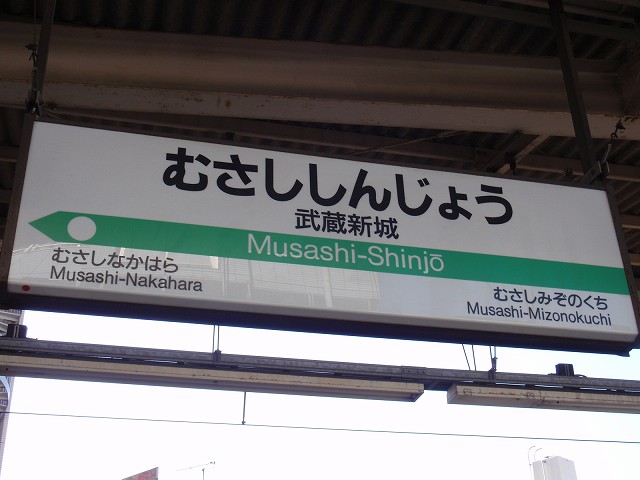 むさししんじょう
武蔵新城
Musashi-Shinjō
むさしなかはら
Musashi-Nakahara
むさしみぞのくち
Musashi-Mizonokuchi